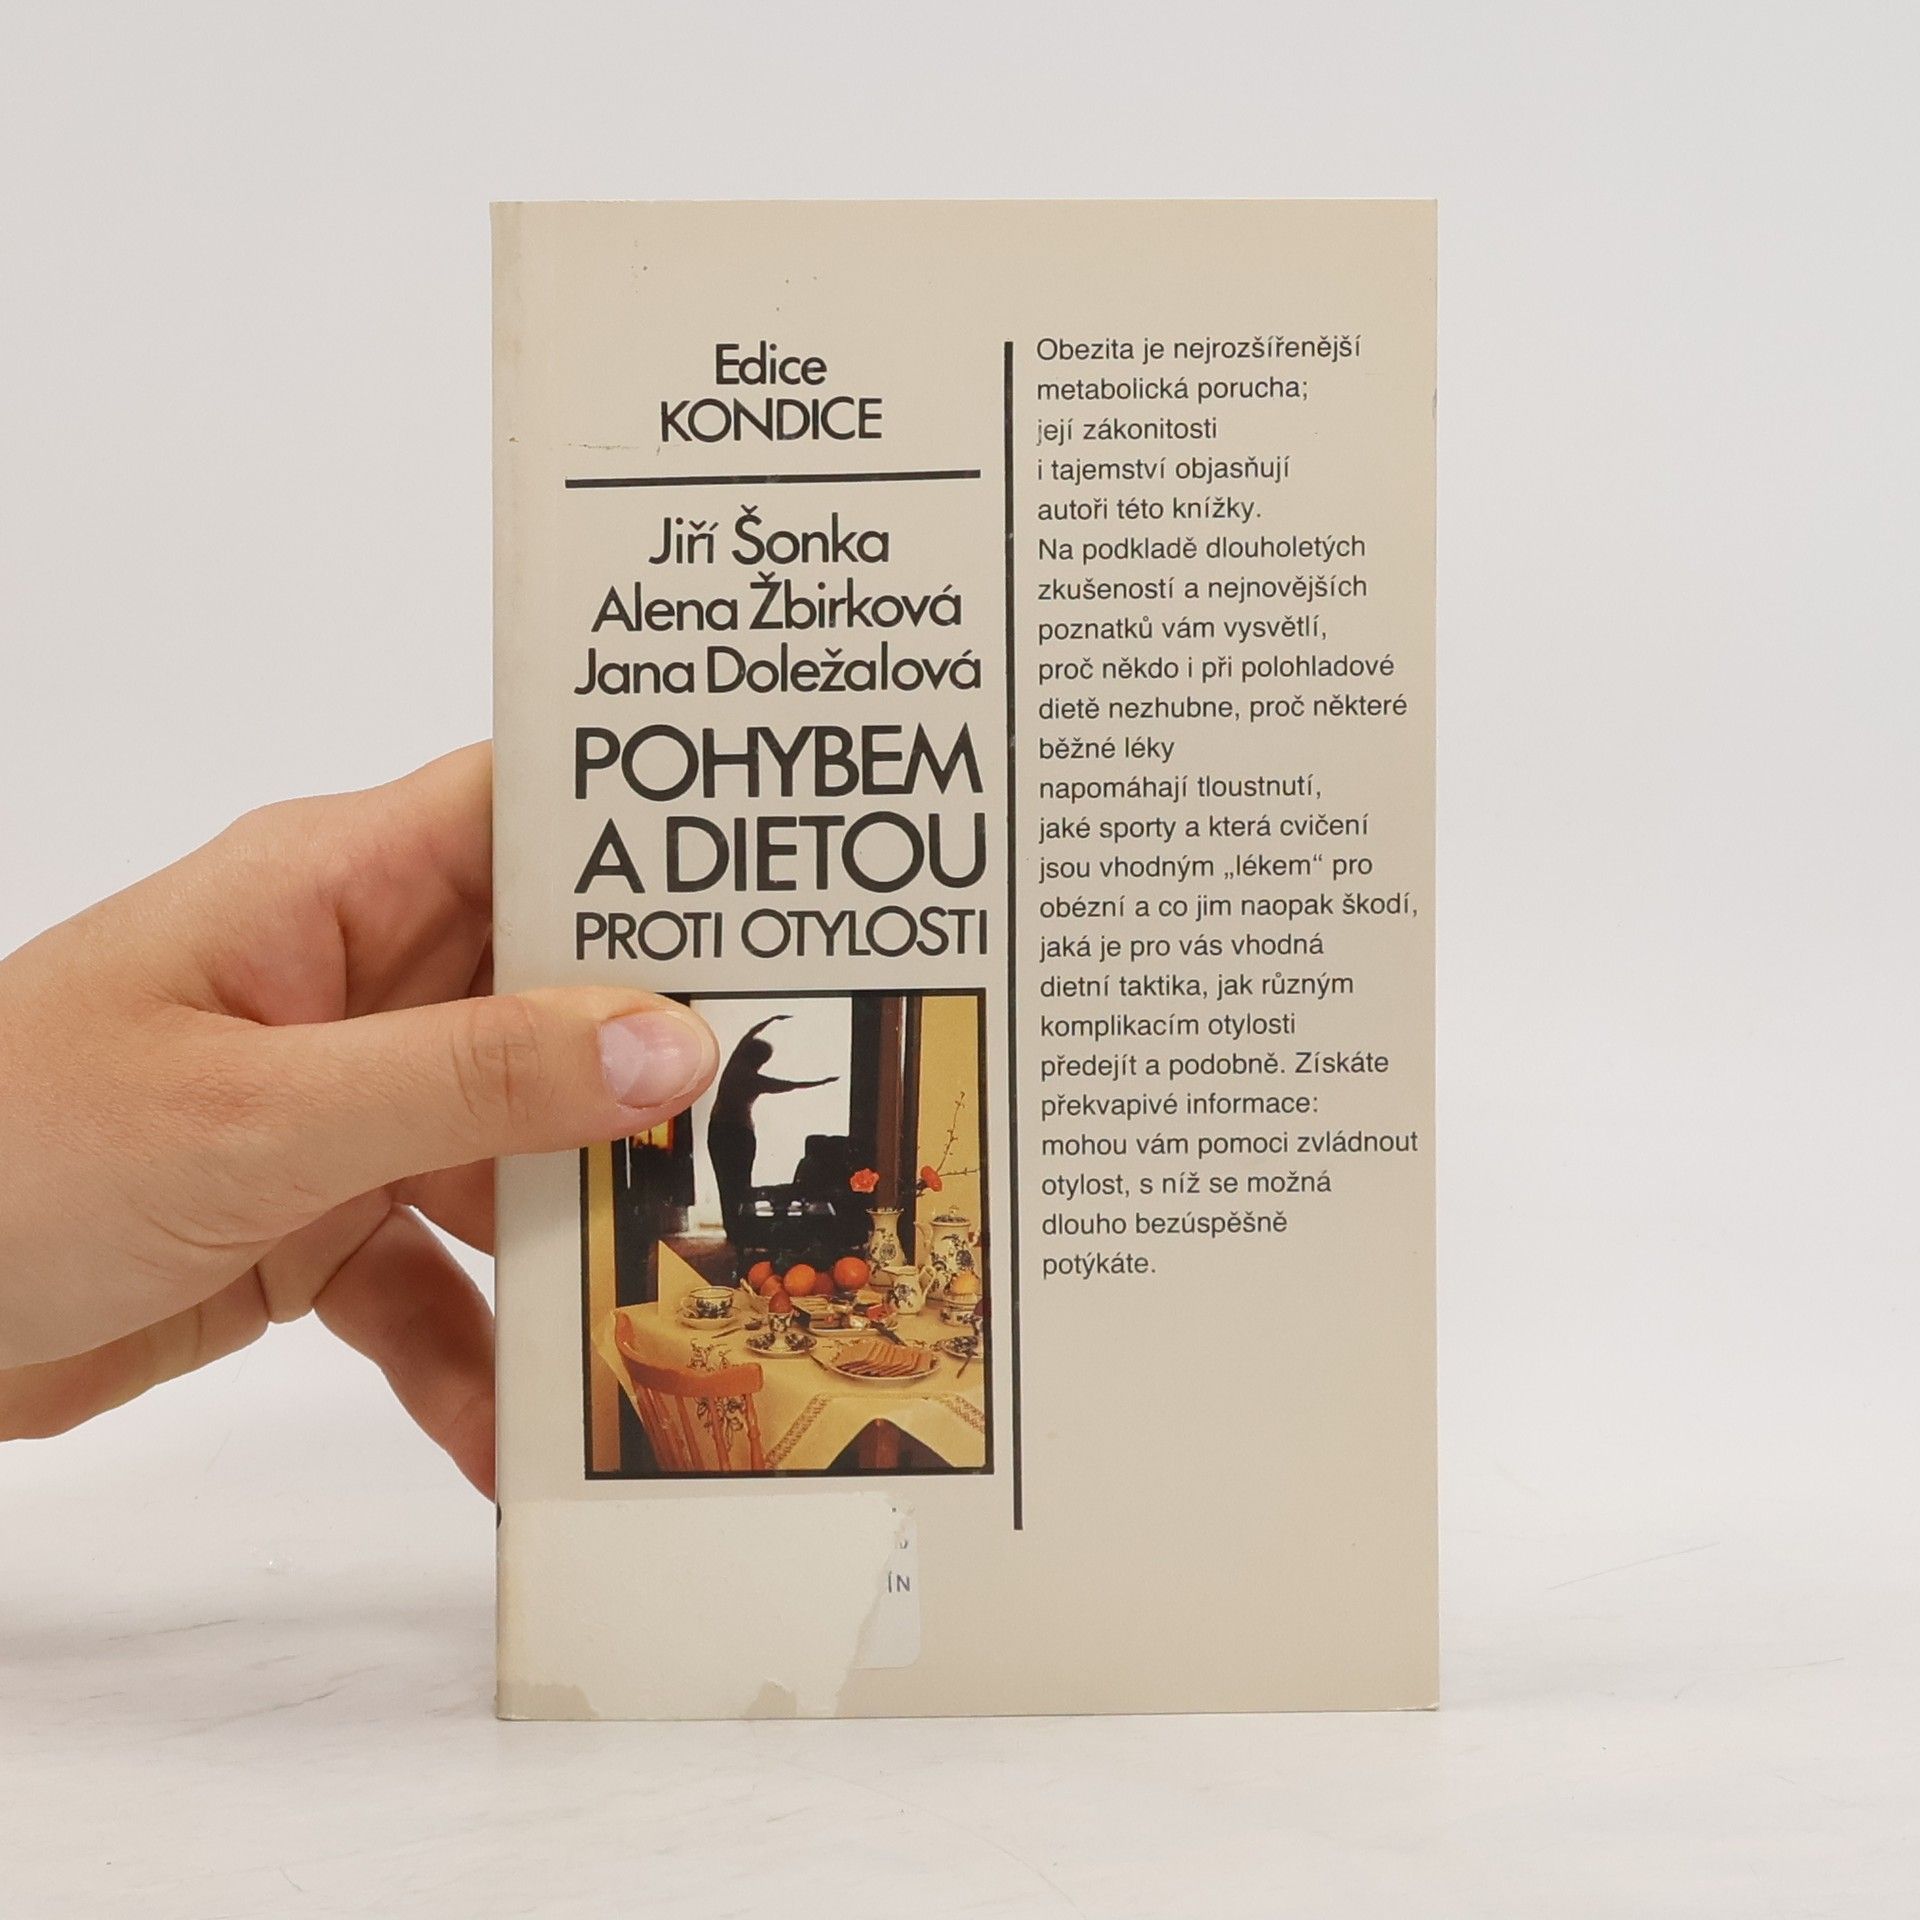 Edice
KONDICE
Jiří Šonka
Alena Žbirková
Jana Doležalová
POHYBEM
A DIETOU
PROTI OTYLOSTI
Obezita je nejrozšířenější
metabolická porucha;
její zákonitosti
i tajemství objasňují
autoři této knížky.
Na podkladě dlouholetých
zkušeností a nejnovějších
poznatků vám vysvětlí,
proč někdo i při polohladové
dietě nezhubne, proč některé
běžné léky
napomáhají tloustnutí,
jaké sporty a která cvičení
jsou vhodným „lékem“ pro
obézní a co jim naopak škodí,
jaká je pro vás vhodná
dietní taktika, jak různým
komplikacím otylosti
předejít a podobně. Získáte
překvapivé informace:
mohou vám pomoci zvládnout
otylost, s níž se možná
dlouho bezúspěšně
potýkáte.
ÍN